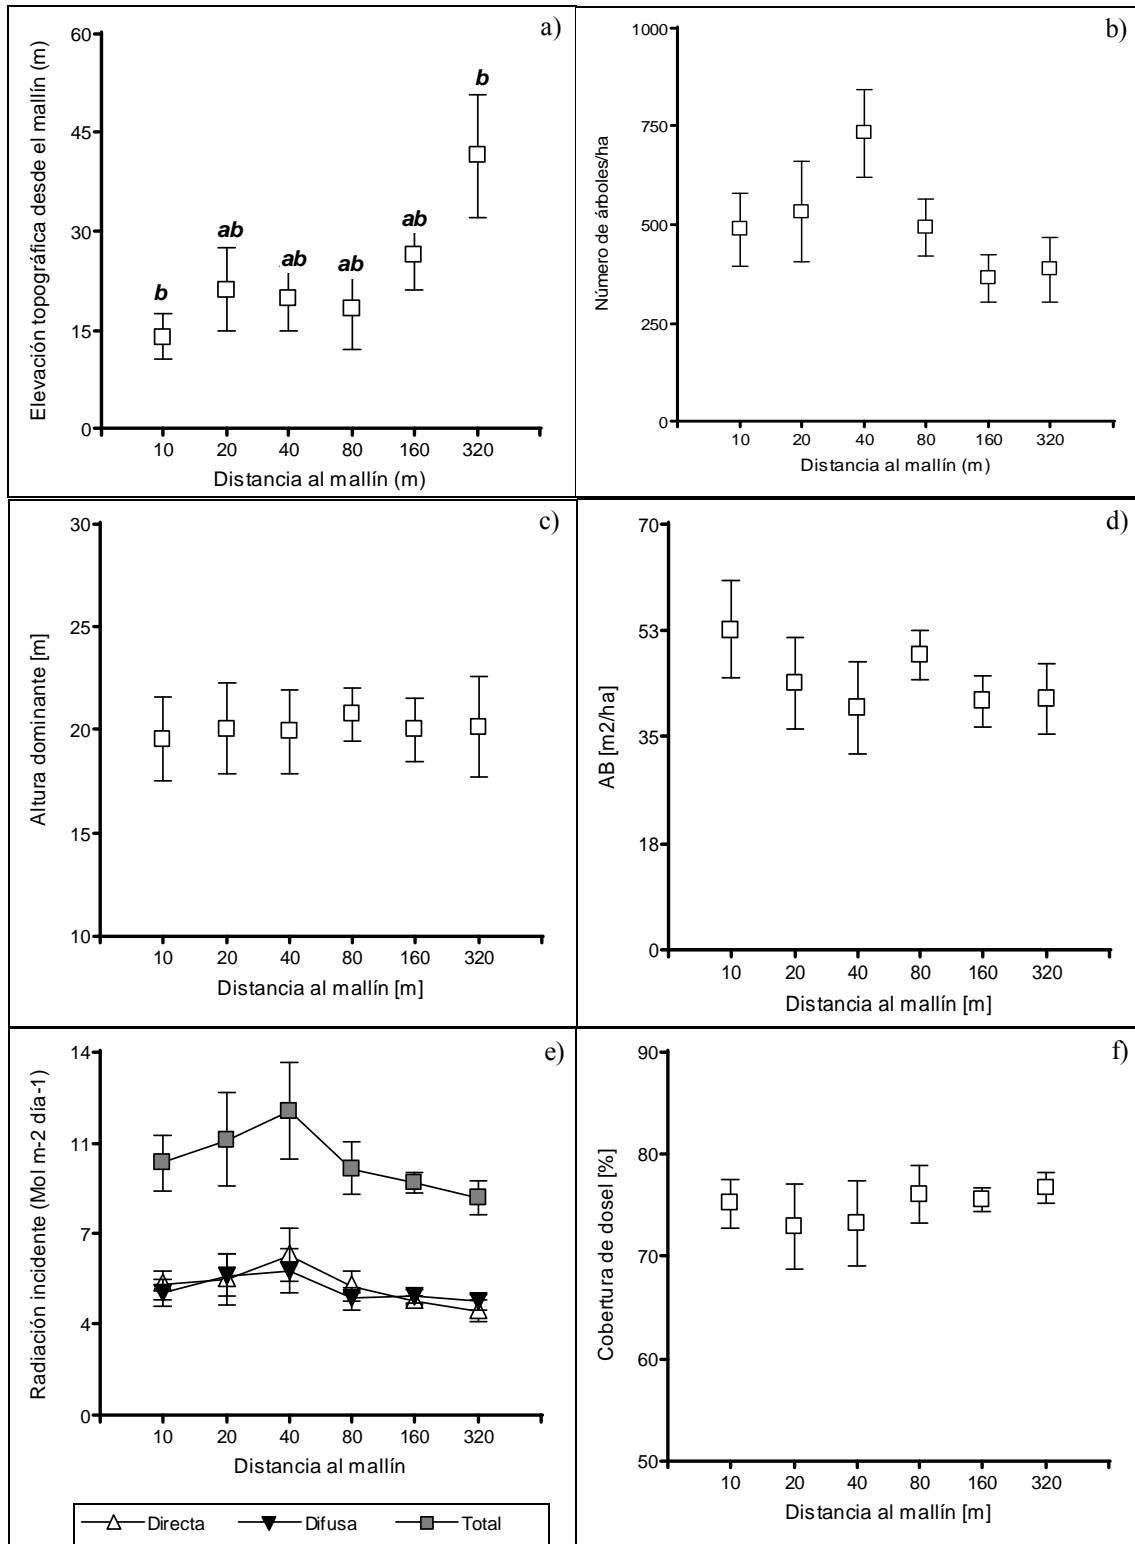 a)
Elevación topográfica desde el mallín (m)
60
45
30
15
0
b
ab
ab
ab
ab
b
10 20 40 80 160 320
Distancia al mallín (m)
b)
Número de árboles/ha
1000
750
500
250
0
10 20 40 80 160 320
Distancia al mallín (m)
c)
Altura dominante [m]
30
25
20
15
10
10 20 40 80 160 320
Distancia al mallín [m]
d)
AB [m2/ha]
70
53
35
18
0
10 20 40 80 160 320
Distancia al mallín [m]
e)
Radiación incidente (Mol m-2 día-1)
14
11
7
4
0
10 20 40 80 160 320
Distancia al mallín
Directa Difusa Total
f)
Cobertura de dosel [%]
90
80
70
60
50
10 20 40 80 160 320
Distancia al mallín [m]